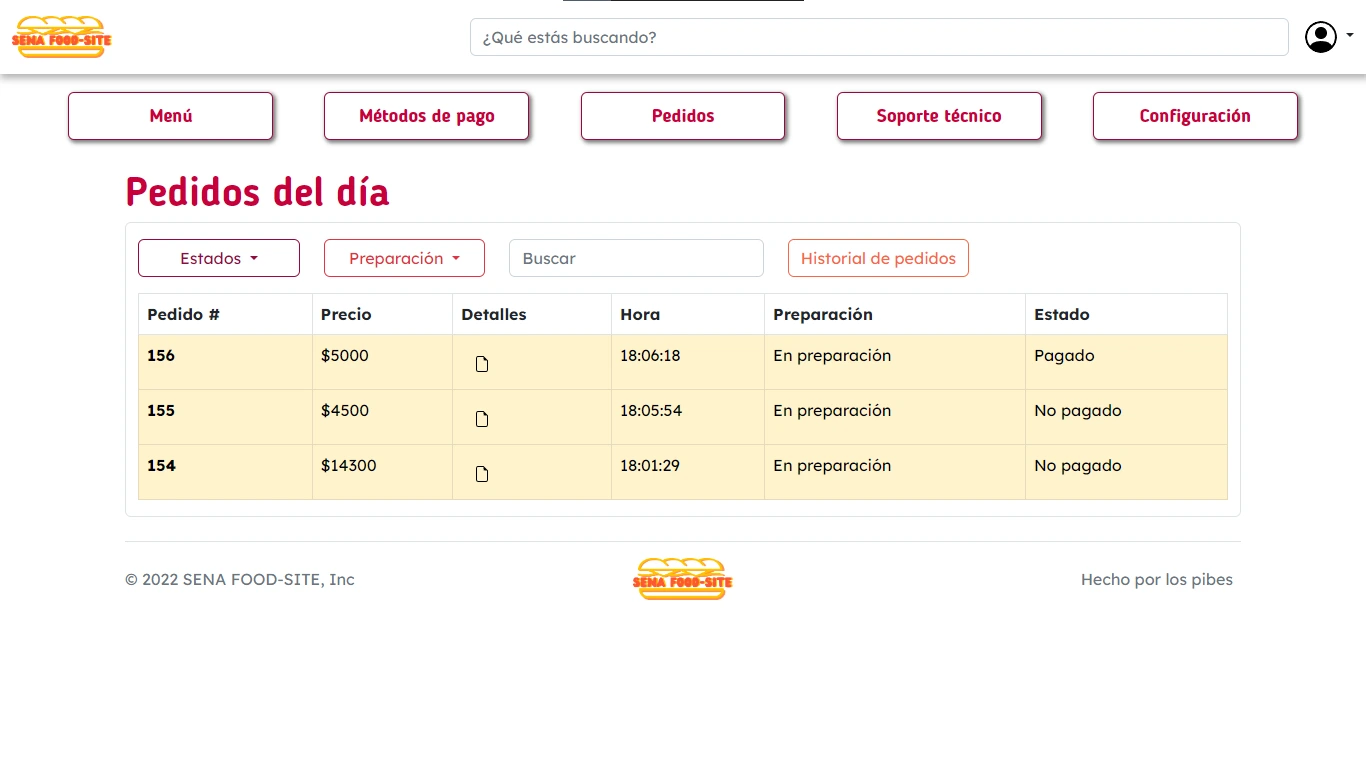 SENA FOOD-SITE
¿Qué estás buscando?
Menú
Métodos de pago
Pedidos
Soporte técnico
Configuración
Pedidos del día
Estados
Preparación
Buscar
Historial de pedidos
Pedido # Precio Detalles Hora Preparación Estado
156 $5000 18:06:18 En preparación Pagado
155 $4500 18:05:54 En preparación No pagado
154 $14300 18:01:29 En preparación No pagado
© 2022 SENA FOOD-SITE, Inc
SENA FOOD-SITE
Hecho por los pibes